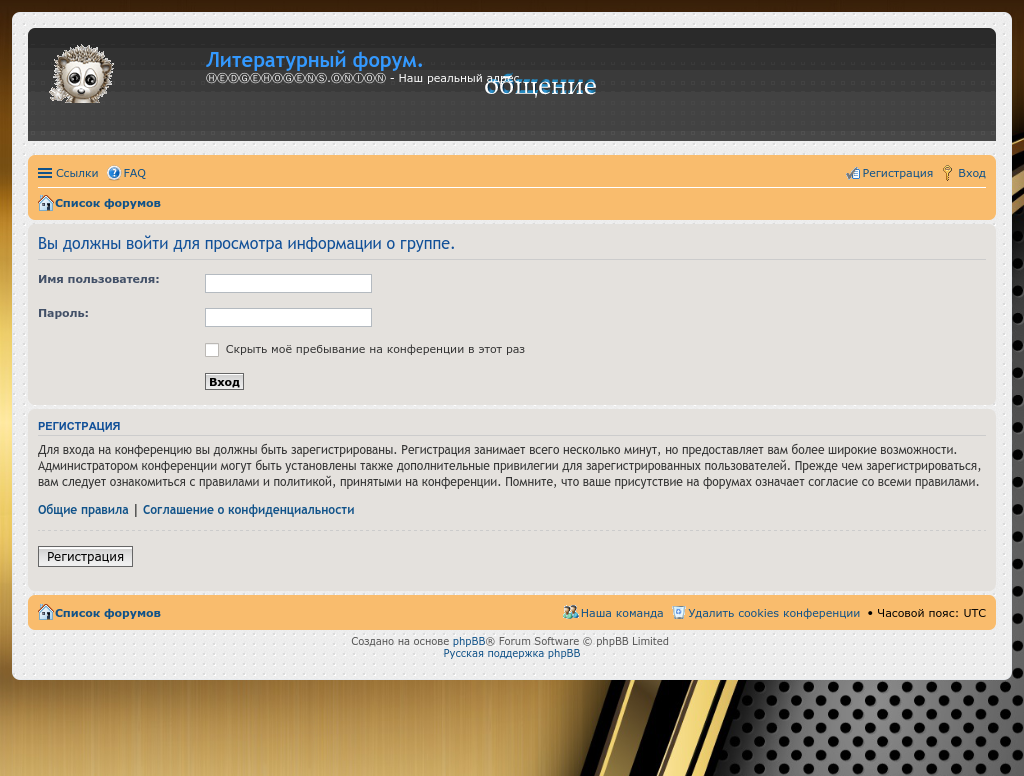 Литературный форум.
ⒽⒺⒹⒼⒺⒽⓄⒼⒺⓃⓈ.ⓄⓃⒾⓄⓃ - Наш реальный адрес
общение
Ссылки FAQ Регистрация Вход
Список форумов
Вы должны войти для просмотра информации о группе.
Имя пользователя:
Пароль:
Скрыть моё пребывание на конференции в этот раз
Вход
РЕГИСТРАЦИЯ
Для входа на конференцию вы должны быть зарегистрированы. Регистрация занимает всего несколько минут, но предоставляет вам более широкие возможности.
Администратором конференции могут быть установлены также дополнительные привилегии для зарегистрированных пользователей. Прежде чем зарегистрироваться,
вам следует ознакомиться с правилами и политикой, принятыми на конференции. Помните, что ваше присутствие на форумах означает согласие со всеми правилами.
Общие правила | Соглашение о конфиденциальности
Регистрация
Список форумов Наша команда Удалить cookies конференции • Часовой пояс: UTC
Создано на основе phpBB® Forum Software © phpBB Limited
Русская поддержка phpBB